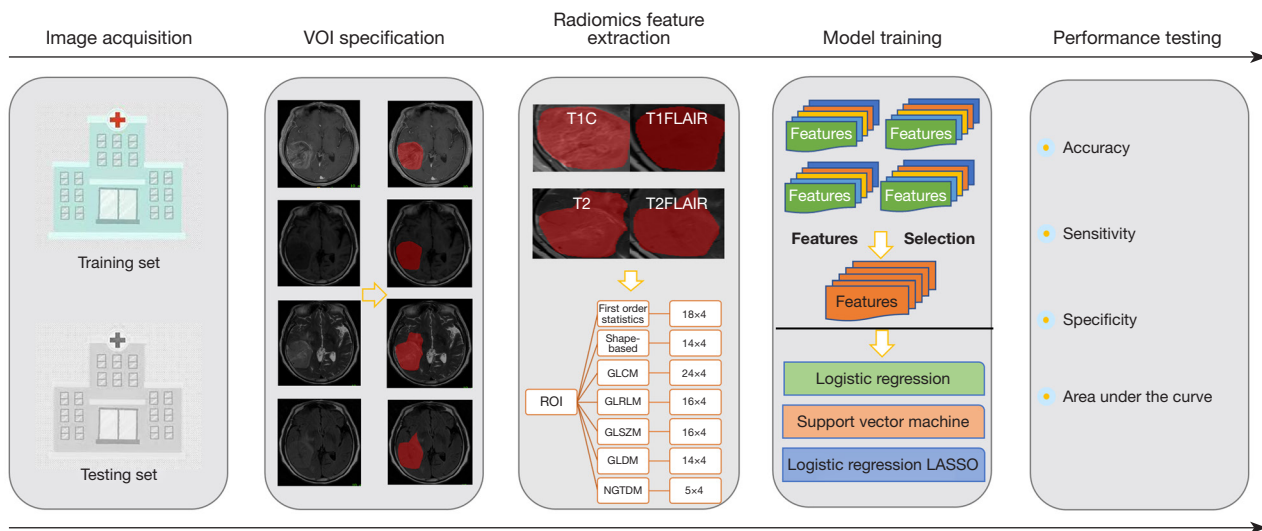 Image acquisition
VOI specification
Radiomics feature
extraction
Model training
Performance testing
Training set
Testing set
T1C
T1FLAIR
T2
T2FLAIR
ROI
First order
statistics
18×4
Shape-
based
14×4
GLCM
24×4
GLRLM
16×4
GLSZM
16×4
GLDM
14×4
NGTDM
5×4
Features
Features
Features
Features
Features Selection
Features
Logistic regression
Support vector machine
Logistic regression LASSO
Accuracy
Sensitivity
Specificity
Area under the curve